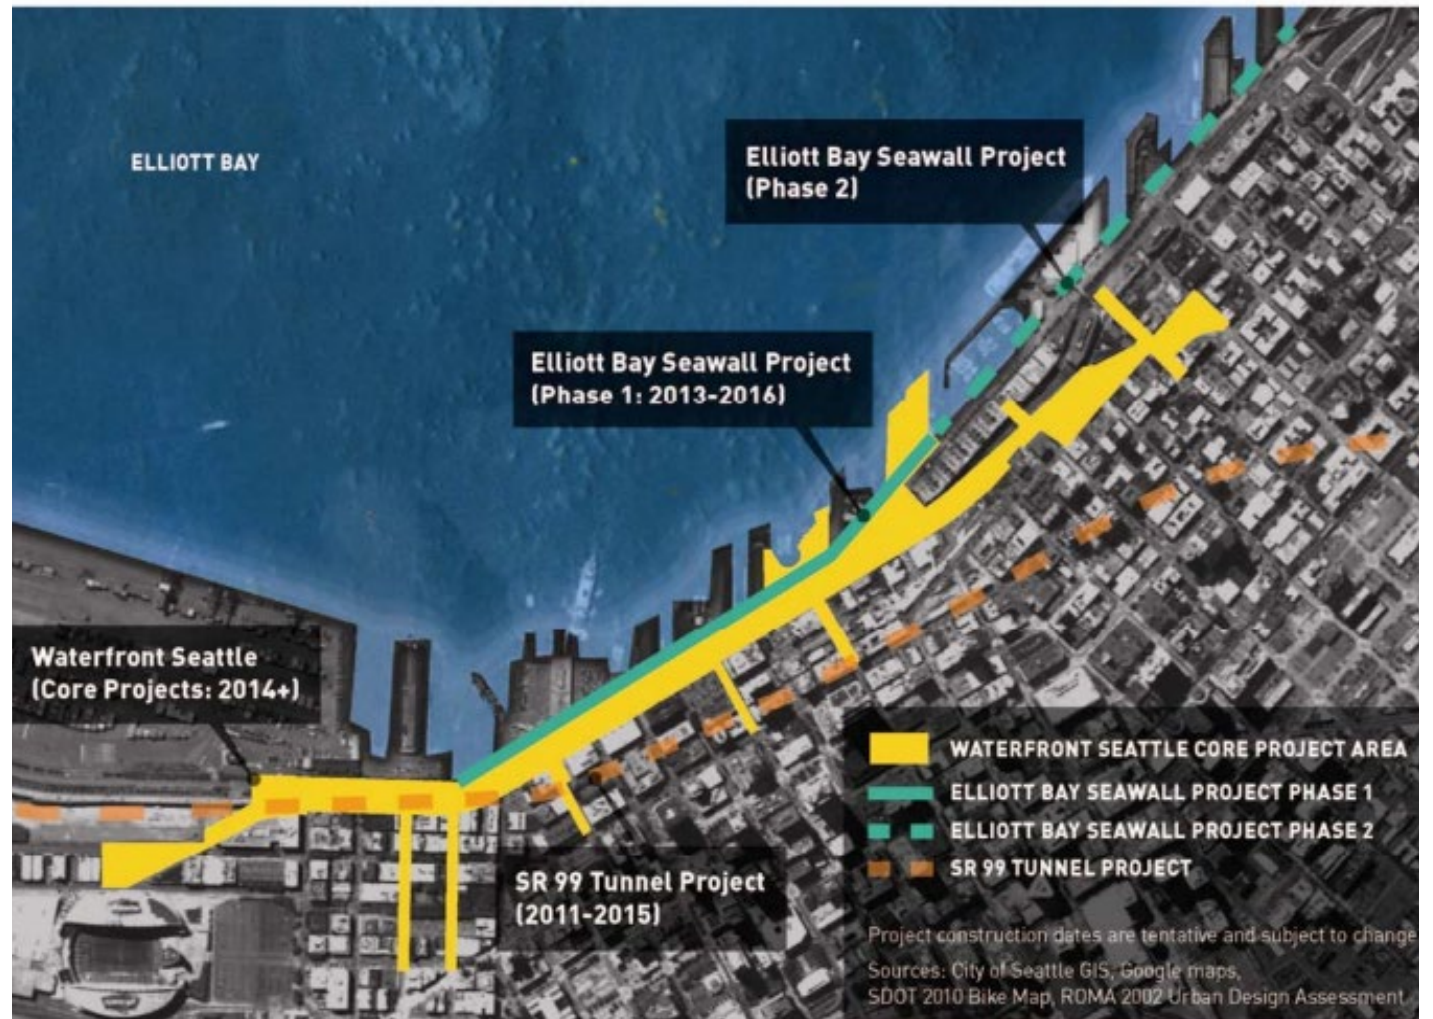 ELLIOTT BAY
Elliott Bay Seawall Project
(Phase 2)
Elliott Bay Seawall Project
(Phase 1: 2013-2016)
Waterfront Seattle
(Core Projects: 2014+)
SR 99 Tunnel Project
(2011-2015)
WATERFRONT SEATTLE CORE PROJECT AREA
ELLIOTT BAY SEAWALL PROJECT PHASE 1
ELLIOTT BAY SEAWALL PROJECT PHASE 2
SR 99 TUNNEL PROJECT
Project construction dates are tentative and subject to change
Sources: City of Seattle GIS, Google maps,
SDOT 2010 Bike Map, ROMA 2002 Urban Design Assessment